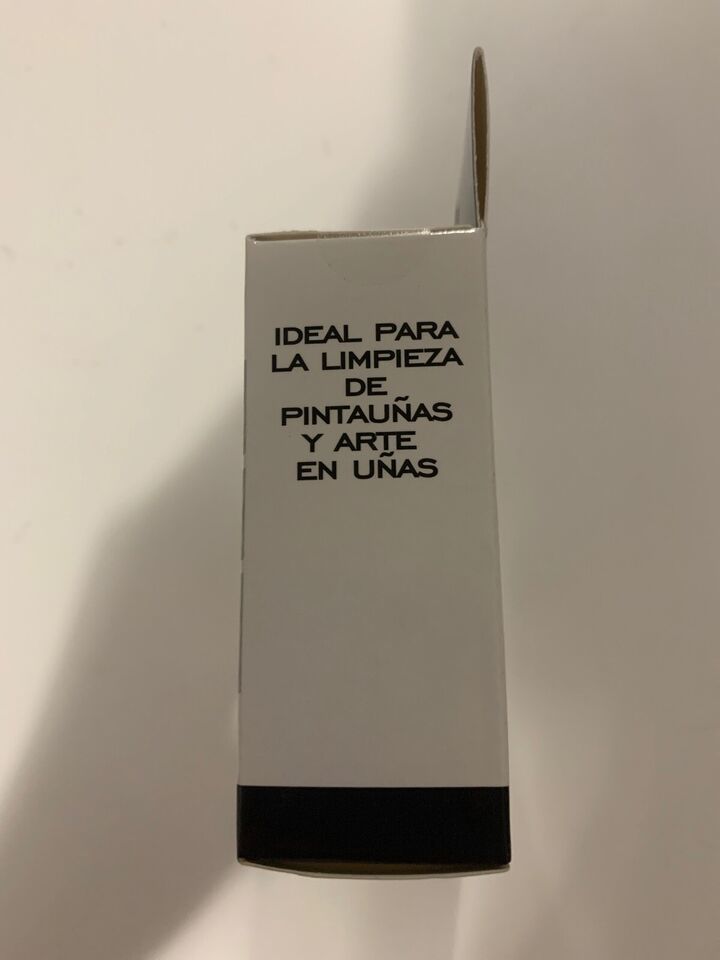 IDEAL PARA
LA LIMPIEZA
DE
PINTAUÑAS
Y ARTE
EN UÑAS